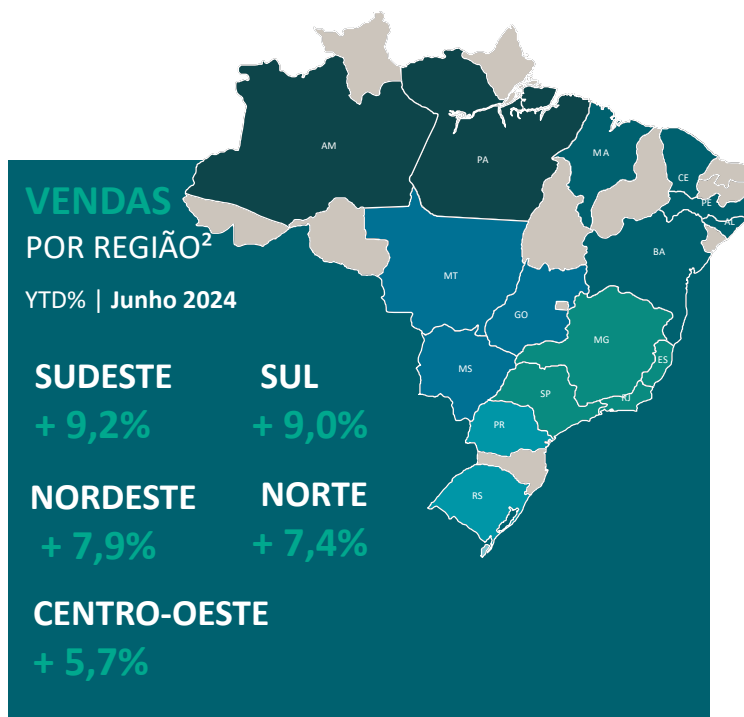 VENDAS
POR REGIÃO²
YTD% | Junho 2024
SUDESTE
+ 9,2%
SUL
+ 9,0%
NORDESTE
+ 7,9%
NORTE
+ 7,4%
CENTRO-OESTE
+ 5,7%
AM
PA
MA
CE
PE
AL
BA
MT
GO
MG
ES
MS
SP
RJ
PR
RS